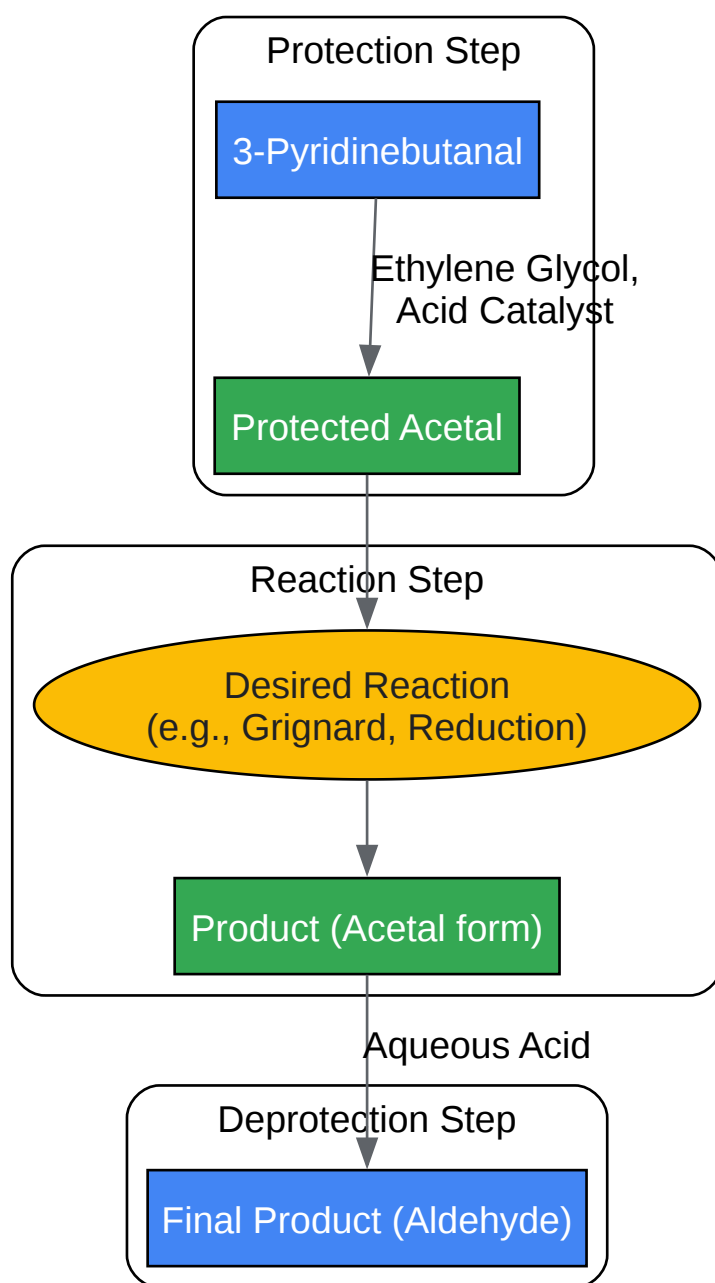 Protection Step
3-Pyridinebutanal
Ethylene Glycol,
Acid Catalyst
Protected Acetal
Reaction Step
Desired Reaction
(e.g., Grignard, Reduction)
Product (Acetal form)
Aqueous Acid
Deprotection Step
Final Product (Aldehyde)